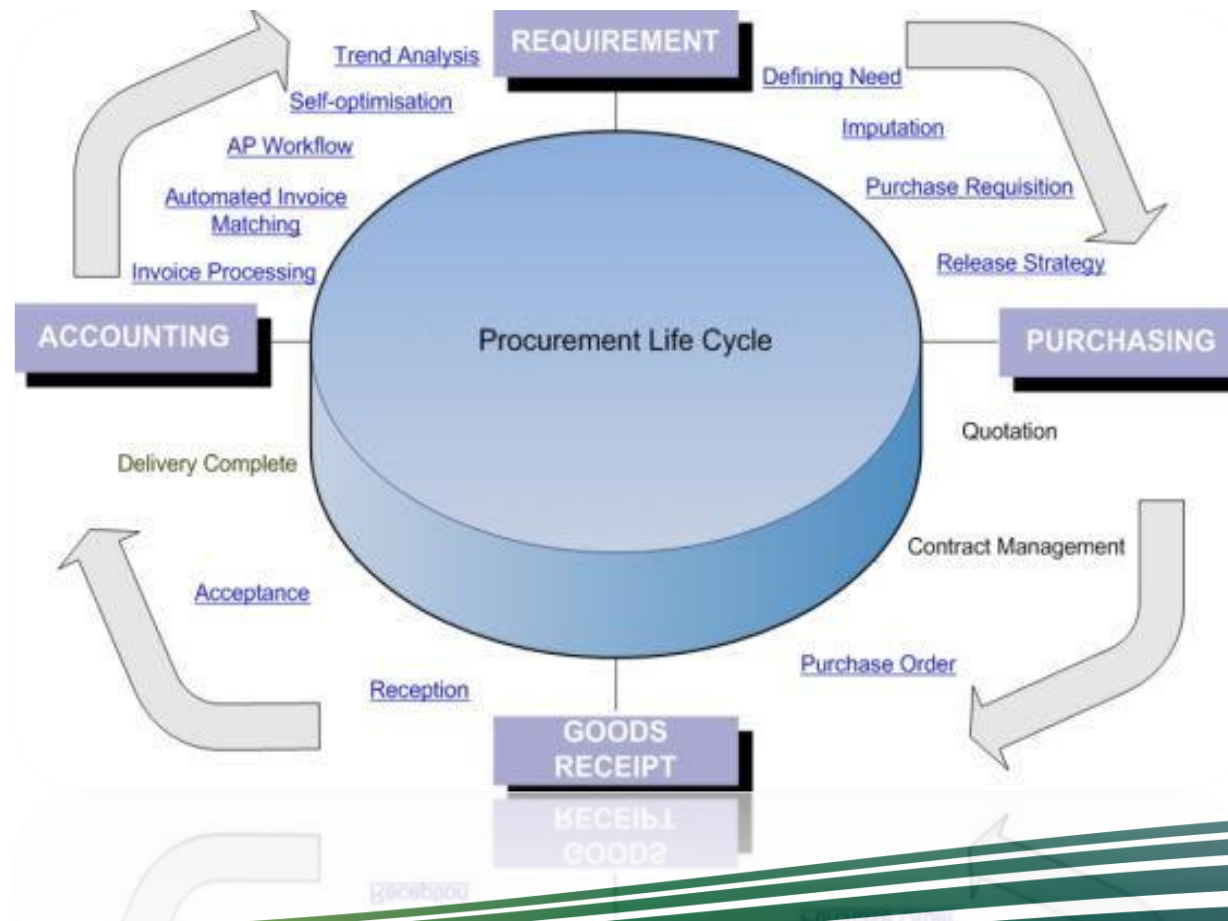 REQUIREMENT
Trend Analysis
Defining Need
Self-optimisation
Imputation
AP Workflow
Purchase Requisition
Automated Invoice
Matching
Release Strategy
Invoice Processing
ACCOUNTING
Procurement Life Cycle
PURCHASING
Quotation
Delivery Complete
Contract Management
Acceptance
Purchase Order
Reception
GOODS
RECEIPT